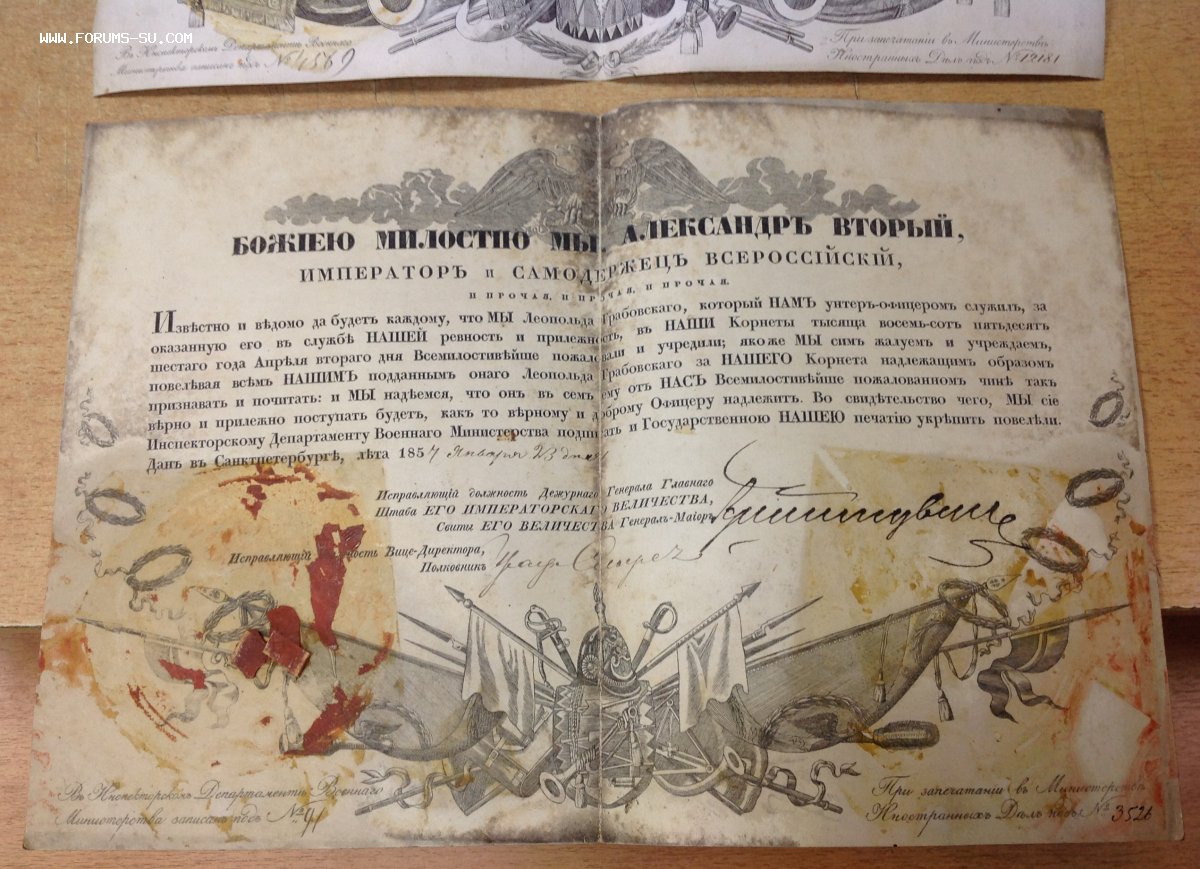 www.forums-su.com
Въ Инспекторскомъ Департаментѣ Военнаго
Министерства записанъ подъ № 4569
При запечатаніи въ Министерствѣ
Иностранныхъ Дѣлъ подъ № 12181
БОЖІЕЮ МИЛОСТІЮ МЫ, АЛЕКСАНДРЪ ВТОРЫЙ,
ИМПЕРАТОРЪ и САМОДЕРЖЕЦЪ ВСЕРОССІЙСКІЙ,
И ПРОЧАЯ, И ПРОЧАЯ, И ПРОЧАЯ.
Извѣстно и вѣдомо да будетъ каждому, что МЫ Леопольда Грабовскаго, который НАМЪ унтеръ-офицеромъ служилъ, за
оказанную его въ службѣ НАШЕЙ ревность и прилежность, въ НАШИ Корнеты тысяща восемь-сотъ пятьдесятъ
шестаго года Апрѣля втораго дня Всемилостивѣйше пожаловали и учредили; якоже МЫ симъ жалуемъ и учреждаемъ,
повелѣвая всѣмъ НАШИМЪ подданнымъ онаго Леопольда Грабовскаго за НАШЕГО Корнета надлежащимъ образомъ
признавать и почитать: и МЫ надѣемся, что онъ въ семъ ему отъ НАСЪ Всемилостивѣйше пожалованномъ чинѣ такъ
вѣрно и прилежно поступать будетъ, какъ то вѣрному и доброму Офицеру надлежитъ. Во свидѣтельство чего, МЫ сіе
Инспекторскому Департаменту Военнаго Министерства подписать и Государственною НАШЕЮ печатію укрѣпить повелѣли.
Данъ въ Санктпетербургѣ, лѣта 1857 Января 23 дня
Исправляющій должность Дежурнаго Генерала Главнаго
Штаба ЕГО ИМПЕРАТОРСКАГО ВЕЛИЧЕСТВА,
Свиты ЕГО ВЕЛИЧЕСТВА Генералъ-Маіоръ
Исправляющій должность Вице-Директора,
Полковникъ
Въ Инспекторскомъ Департаментѣ Военнаго
Министерства записанъ подъ № 91
При запечатаніи въ Министерствѣ
Иностранныхъ Дѣлъ подъ № 3526